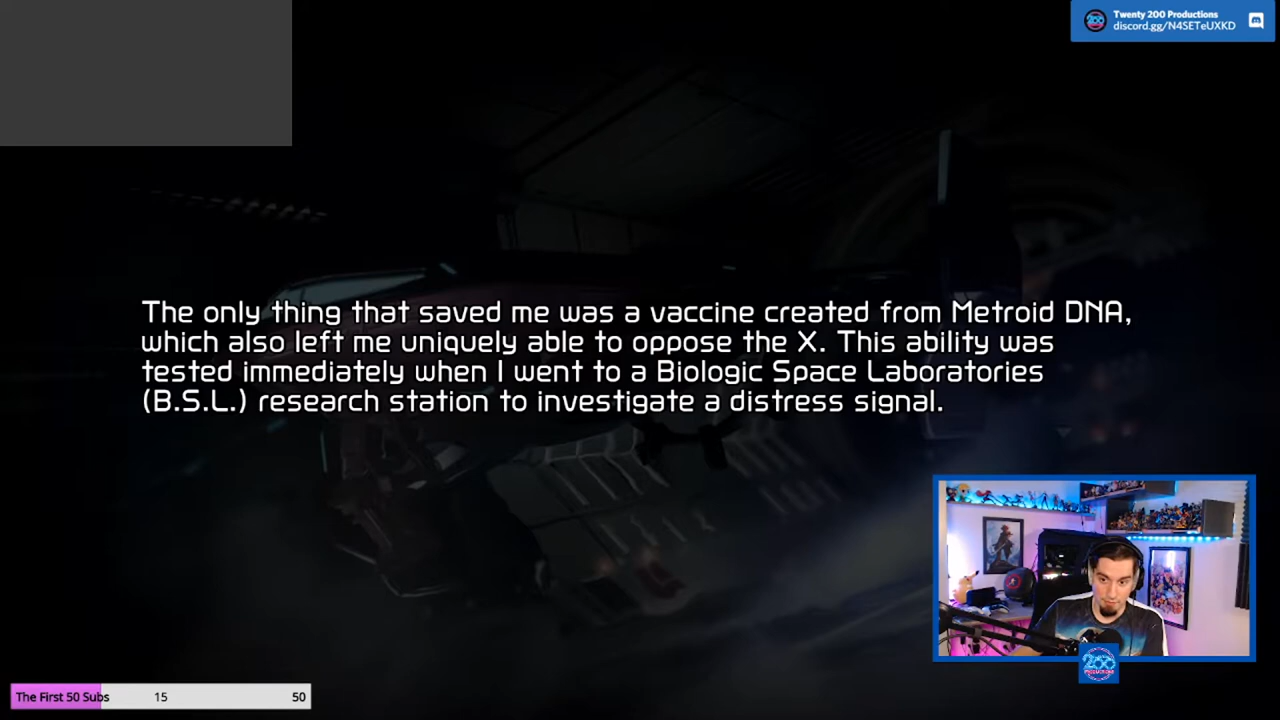 Twenty 200 Productions
discord.gg/N4SETeUXKD
The only thing that saved me was a vaccine created from Metroid DNA,
which also left me uniquely able to oppose the X. This ability was
tested immediately when I went to a Biologic Space Laboratories
(B.S.L.) research station to investigate a distress signal.
200
The First 50 Subs 15 50